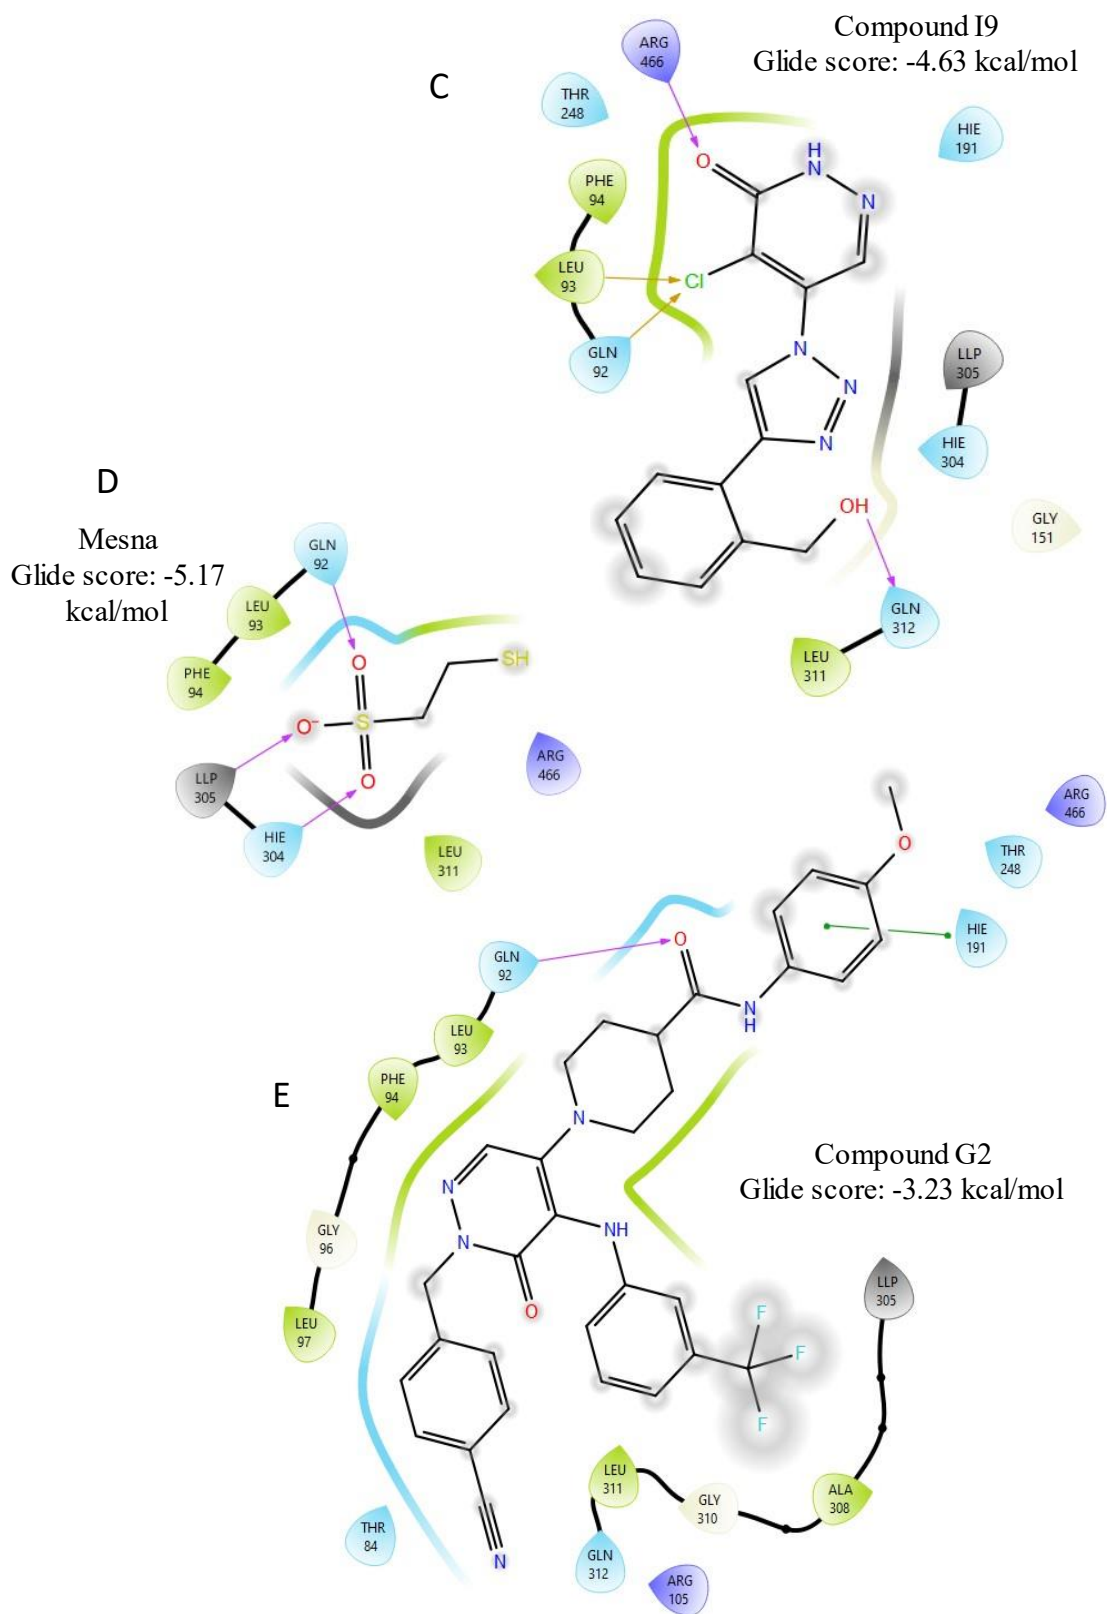 Compound I9
Glide score: -4.63 kcal/mol
C
ARG
466
THR
248
HIE
191
O
H
N
N
PHE
94
LEU
93
Cl
GLN
92
N
N
N
LLP
305
HIE
304
OH
GLY
151
GLN
312
LEU
311
D
Mesna
Glide score: -5.17
kcal/mol
GLN
92
LEU
93
PHE
94
O
SH
O⁻
S
O
LLP
305
HIE
304
ARG
466
LEU
311
ARG
466
THR
248
HIE
191
O
O
N
H
GLN
92
LEU
93
PHE
94
E
N
Compound G2
Glide score: -3.23 kcal/mol
N
N
NH
O
GLY
96
LEU
97
LLP
305
F
F
F
LEU
311
GLY
310
ALA
308
THR
84
N
GLN
312
ARG
105